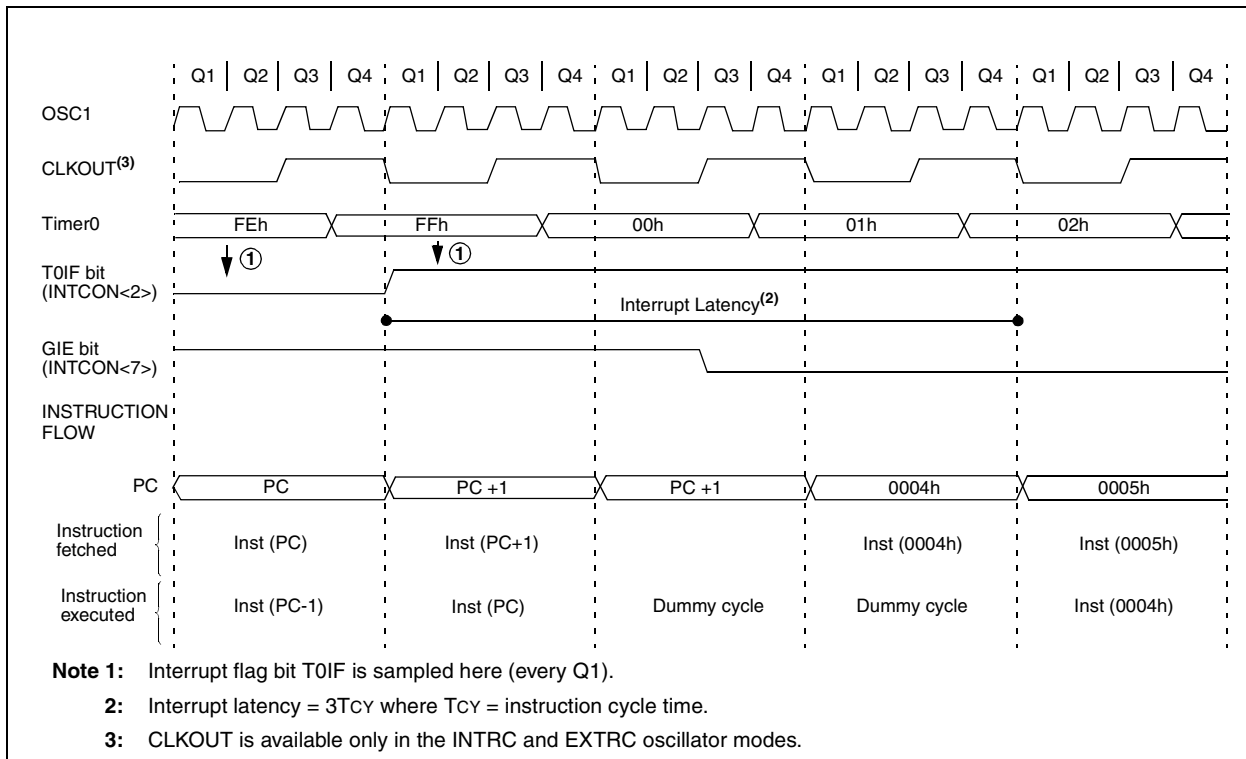 Q1 Q2 Q3 Q4 Q1 Q2 Q3 Q4 Q1 Q2 Q3 Q4 Q1 Q2 Q3 Q4 Q1 Q2 Q3 Q4
OSC1
CLKOUT(3)
Timer0 FEh FFh 00h 01h 02h
1 1
T0IF bit
(INTCON<2>)
Interrupt Latency(2)
GIE bit
(INTCON<7>)
INSTRUCTION
FLOW
PC PC PC +1 PC +1 0004h 0005h
Instruction
fetched
Inst (PC) Inst (PC+1) Inst (0004h) Inst (0005h)
Instruction
executed
Inst (PC-1) Inst (PC) Dummy cycle Dummy cycle Inst (0004h)
Note 1: Interrupt flag bit T0IF is sampled here (every Q1).
2: Interrupt latency = 3TCY where TCY = instruction cycle time.
3: CLKOUT is available only in the INTRC and EXTRC oscillator modes.